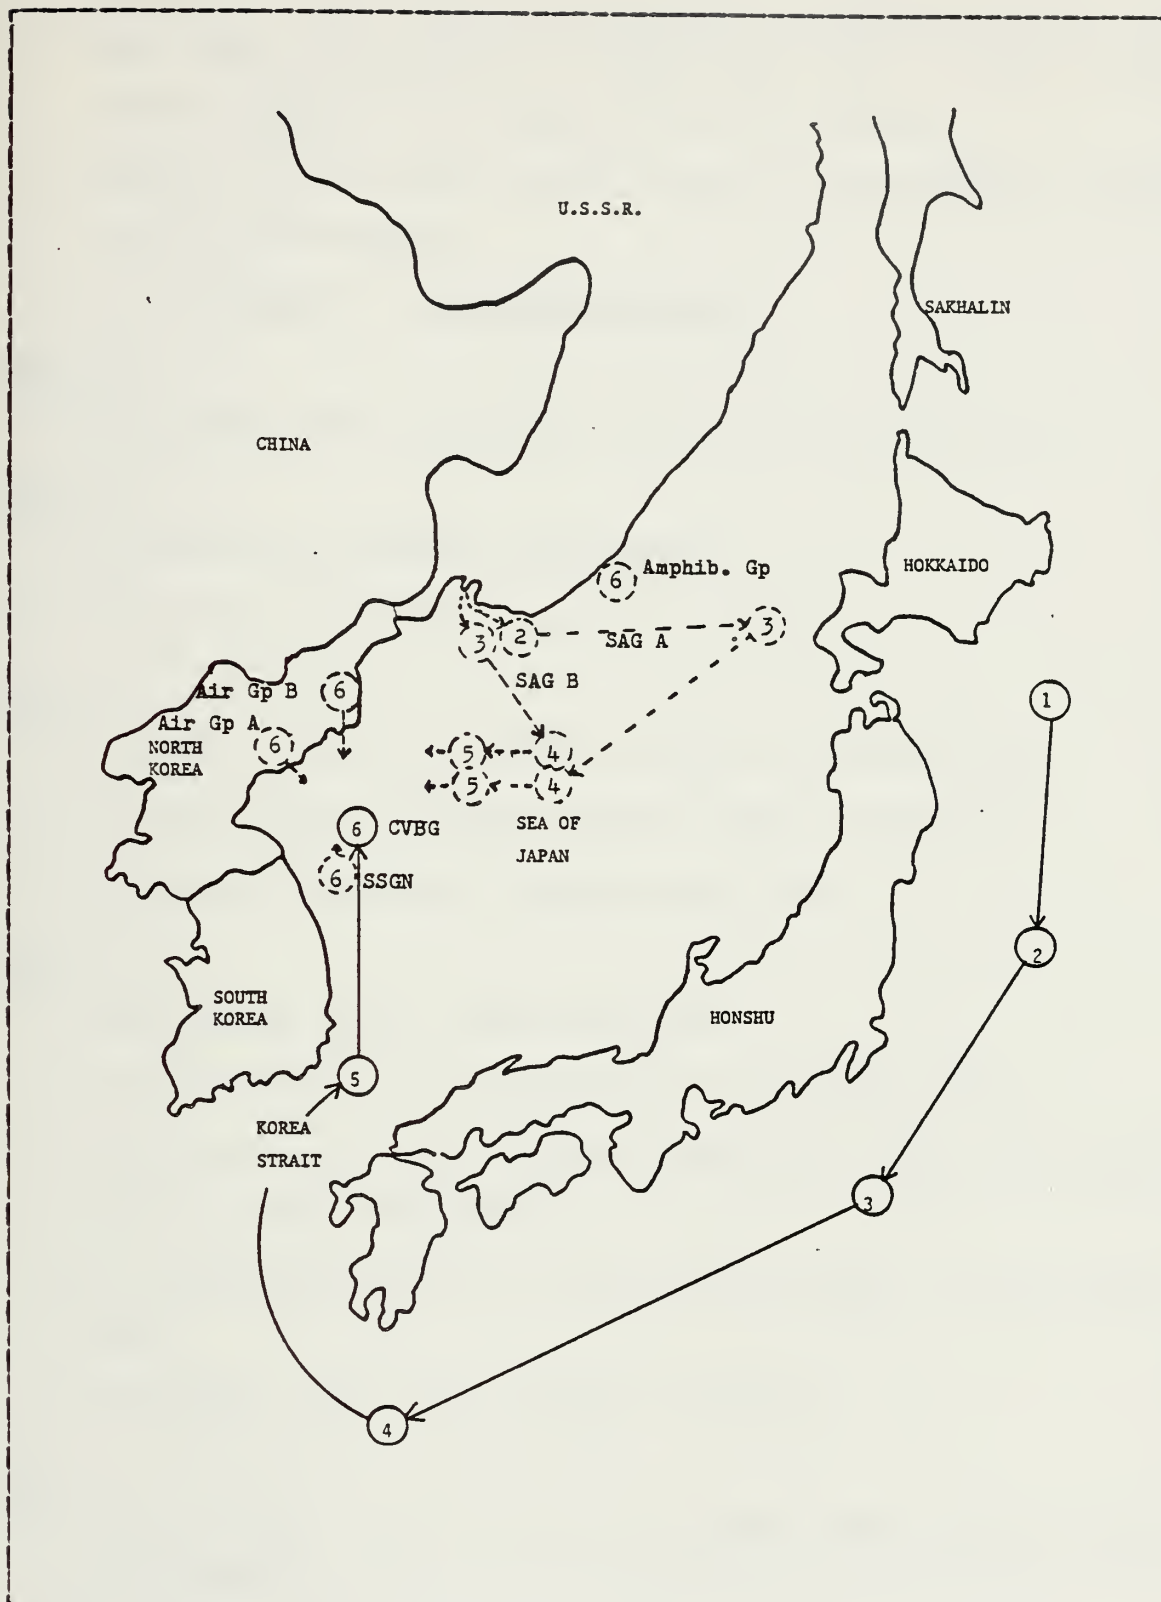 U.S.S.R.
SAKHALIN
CHINA
HOKKAIDO
6 Amphib. Gp
3 2 SAG A 3
SAG B
Air Gp B 6
1
Air Gp A
6
NORTH
KOREA
5 4
5 4
6 CVBG
SEA OF
JAPAN
6 SSGN
2
SOUTH
KOREA
HONSHU
5
KOREA
STRAIT
3
4